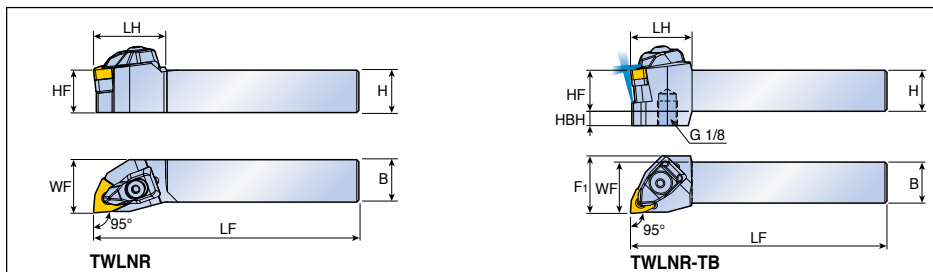 LH
HF
H
WF
B
95°
LF
TWLNR
LH
HF
H
HBH
G 1/8
F1
WF
B
95°
LF
TWLNR-TB